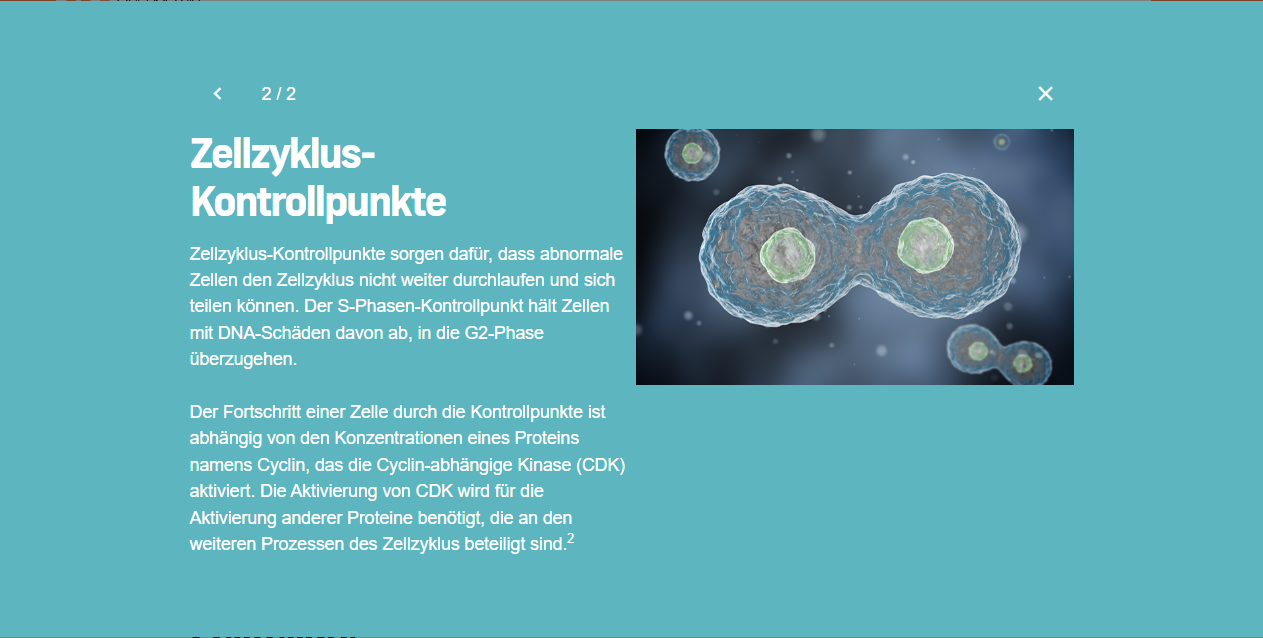 2 / 2
Zellzyklus-
Kontrollpunkte
Zellzyklus-Kontrollpunkte sorgen dafür, dass abnormale
Zellen den Zellzyklus nicht weiter durchlaufen und sich
teilen können. Der S-Phasen-Kontrollpunkt hält Zellen
mit DNA-Schäden davon ab, in die G2-Phase
überzugehen.
Der Fortschritt einer Zelle durch die Kontrollpunkte ist
abhängig von den Konzentrationen eines Proteins
namens Cyclin, das die Cyclin-abhängige Kinase (CDK)
aktiviert. Die Aktivierung von CDK wird für die
Aktivierung anderer Proteine benötigt, die an den
weiteren Prozessen des Zellzyklus beteiligt sind.²